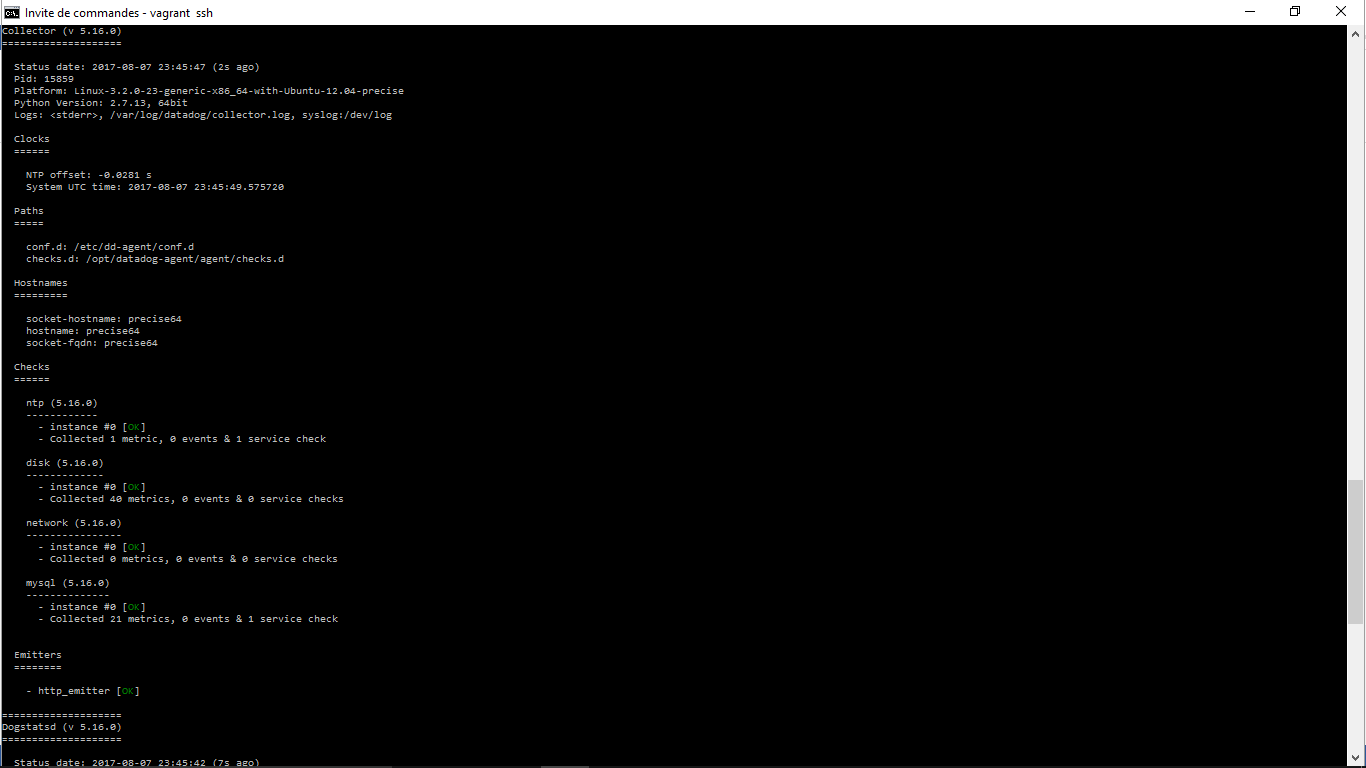 Invite de commandes - vagrant  ssh
Collector (v 5.16.0)
====================
Status date: 2017-08-07 23:45:47 (2s ago)
Pid: 15859
Platform: Linux-3.2.0-23-generic-x86_64-with-Ubuntu-12.04-precise
Python Version: 2.7.13, 64bit
Logs: <stderr>, /var/log/datadog/collector.log, syslog:/dev/log
Clocks
======
NTP offset: -0.0281 s
System UTC time: 2017-08-07 23:45:49.575720
Paths
=====
conf.d: /etc/dd-agent/conf.d
checks.d: /opt/datadog-agent/agent/checks.d
Hostnames
=========
socket-hostname: precise64
hostname: precise64
socket-fqdn: precise64
Checks
======
ntp (5.16.0)
------------
- instance #0 [OK]
- Collected 1 metric, 0 events & 1 service check
disk (5.16.0)
-------------
- instance #0 [OK]
- Collected 40 metrics, 0 events & 0 service checks
network (5.16.0)
----------------
- instance #0 [OK]
- Collected 0 metrics, 0 events & 0 service checks
mysql (5.16.0)
--------------
- instance #0 [OK]
- Collected 21 metrics, 0 events & 1 service check
Emitters
========
- http_emitter [OK]
====================
Dogstatsd (v 5.16.0)
====================
Status date: 2017-08-07 23:45:42 (7s ago)